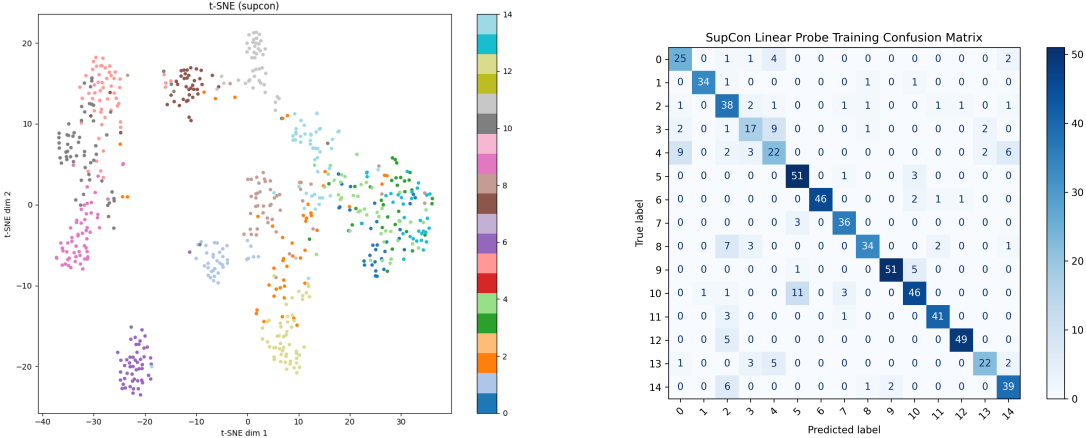 t-SNE (supcon)
20
10
0
−10
−20
t-SNE dim 2
−40 −30 −20 −10 0 10 20 30
t-SNE dim 1
14
12
10
8
6
4
2
0
SupCon Linear Probe Training Confusion Matrix
True label
0 25 0 1 1 4 0 0 0 0 0 0 0 0 0 2
1 0 34 1 0 0 0 0 0 1 0 1 0 0 0 0
2 1 0 38 2 1 0 0 1 1 0 0 1 1 0 1
3 2 0 1 17 9 0 0 0 1 0 0 0 0 2 0
4 9 0 2 3 22 0 0 0 0 0 0 0 0 2 6
5 0 0 0 0 0 51 0 1 0 0 3 0 0 0 0
6 0 0 0 0 0 0 46 0 0 0 2 1 1 0 0
7 0 0 0 0 0 3 0 36 0 0 0 0 0 0 0
8 0 0 7 3 0 0 0 0 34 0 0 2 0 0 1
9 0 0 0 0 0 1 0 0 0 51 5 0 0 0 0
10 0 1 1 0 0 11 0 3 0 0 46 0 0 0 0
11 0 0 3 0 0 0 0 1 0 0 0 41 0 0 0
12 0 0 5 0 0 0 0 0 0 0 0 0 49 0 0
13 1 0 0 3 5 0 0 0 0 0 0 0 0 22 2
14 0 0 6 0 0 0 0 0 1 2 0 0 0 0 39
0 1 2 3 4 5 6 7 8 9 10 11 12 13 14
Predicted label
50
40
30
20
10
0